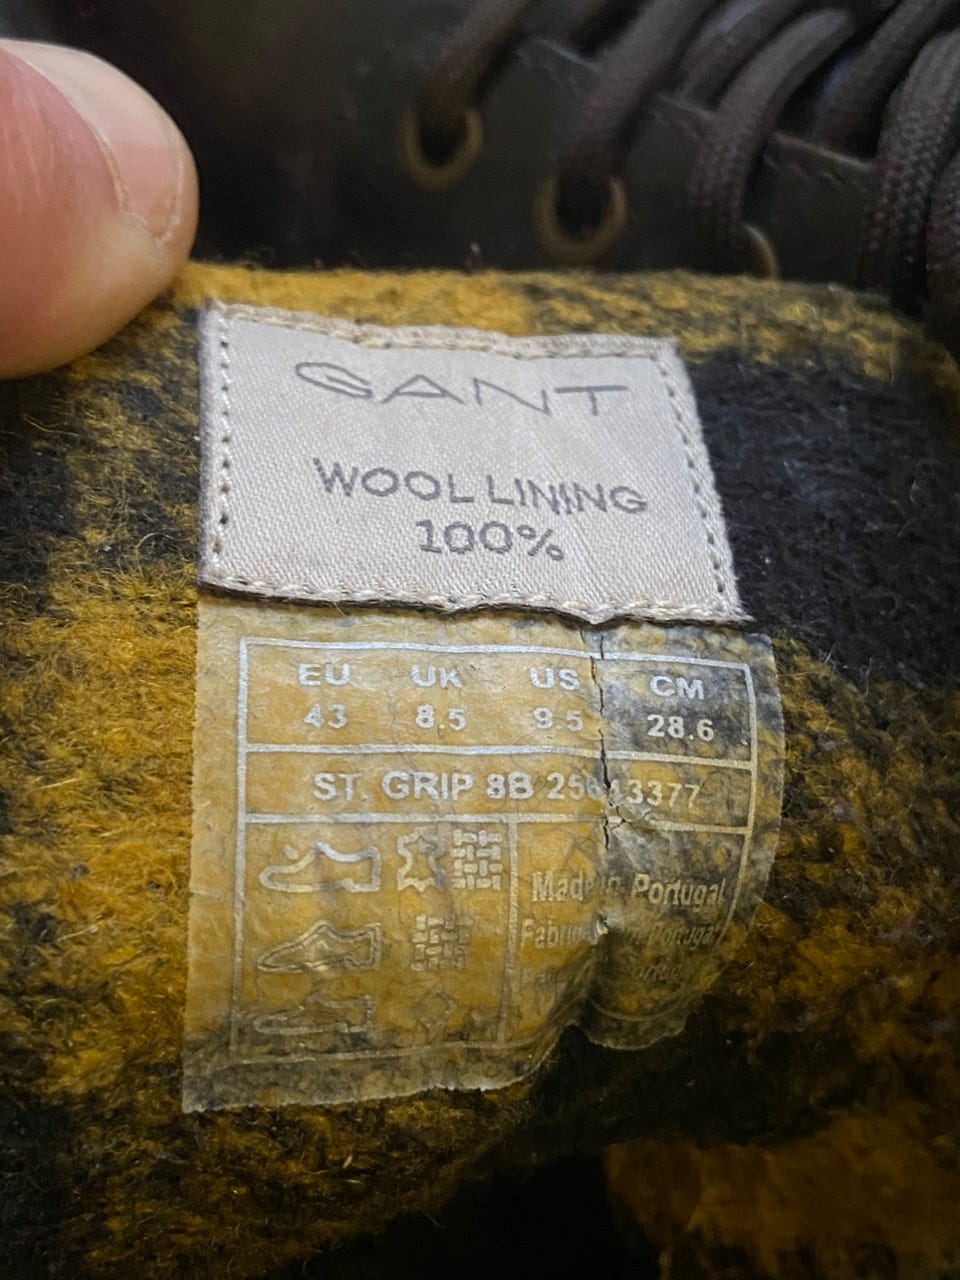 GANT
WOOL LINING
100%
EU UK US CM
43 8.5 9.5 28.6
ST. GRIP 8B
Made in Portugal